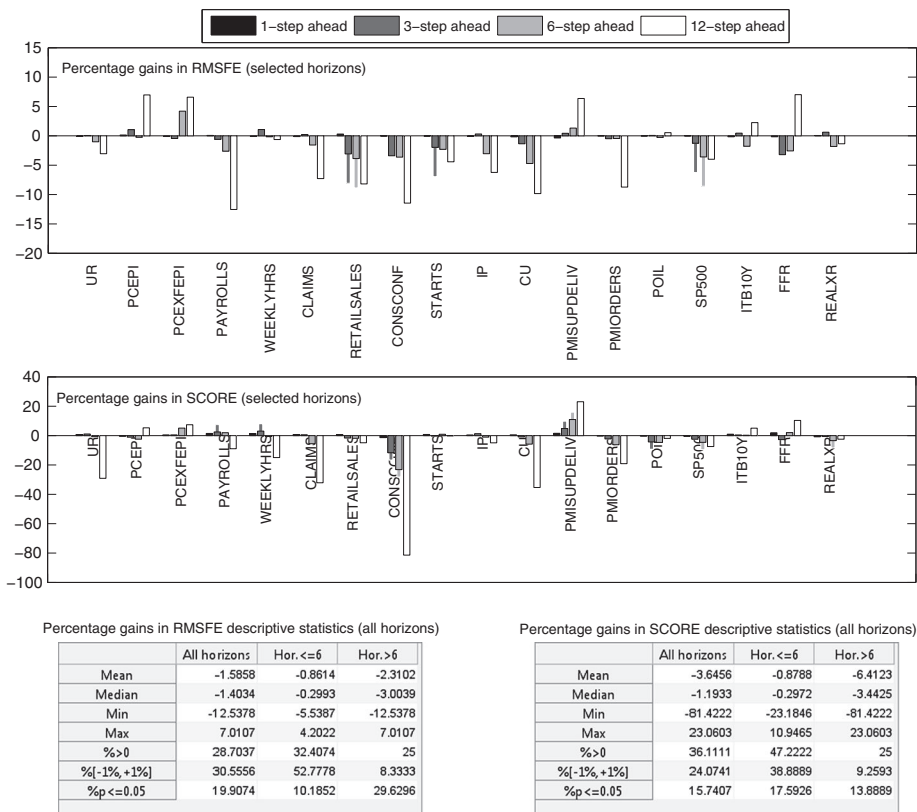 1−step ahead 3−step ahead 6−step ahead 12−step ahead
Percentage gains in RMSFE (selected horizons)
15
10
5
0
−5
−10
−15
−20
UR
PCEPI
PCEXFEPI
PAYROLLS
WEEKLYHRS
CLAIMS
RETAILSALES
CONSCONF
STARTS
IP
CU
PMISUPDELIV
PMIORDERS
POIL
SP500
ITB10Y
FFR
REALXR
Percentage gains in SCORE (selected horizons)
40
20
0
−20
−40
−60
−80
−100
UR
PCEPI
PCEXFEPI
PAYROLLS
WEEKLYHRS
CLAIMS
RETAILSALES
CONSCONF
STARTS
IP
CU
PMISUPDELIV
PMIORDERS
POIL
SP500
ITB10Y
FFR
REALXR
Percentage gains in RMSFE descriptive statistics (all horizons)
All horizons Hor.<=6 Hor.>6
Mean -1.5858 -0.8614 -2.3102
Median -1.4034 -0.2993 -3.0039
Min -12.5378 -5.5387 -12.5378
Max 7.0107 4.2022 7.0107
%>0 28.7037 32.4074 25
%[-1%,+1%] 30.5556 52.7778 8.3333
%p<=0.05 19.9074 10.1852 29.6296
Percentage gains in SCORE descriptive statistics (all horizons)
All horizons Hor.<=6 Hor.>6
Mean -3.6456 -0.8788 -6.4123
Median -1.1933 -0.2972 -3.4425
Min -81.4222 -23.1846 -81.4222
Max 23.0603 10.9465 23.0603
%>0 36.1111 47.2222 25
%[-1%,+1%] 24.0741 38.8889 9.2593
%p<=0.05 15.7407 17.5926 13.8889